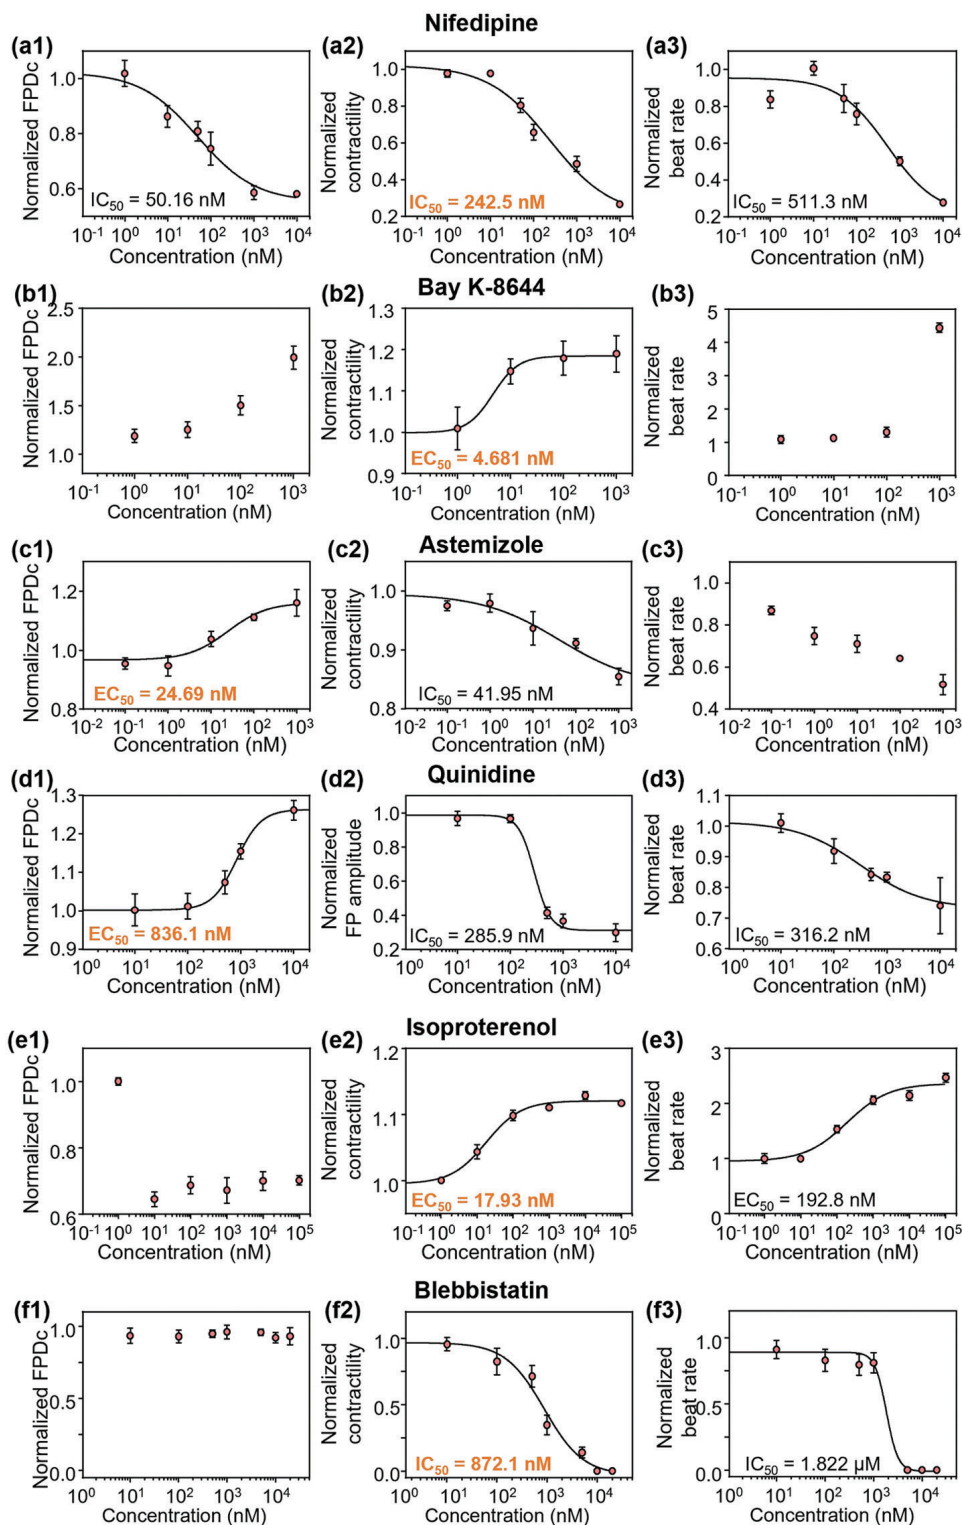 Nifedipine
(a1) (a2) (a3)
Normalized FPDc
1.0
0.8
0.6
IC50 = 50.16 nM
10-1 100 101 102 103 104
Concentration (nM)
Normalized contractility
1.0
0.8
0.6
0.4
0.2
IC50 = 242.5 nM
100 101 102 103 104
Concentration (nM)
Normalized beat rate
1.0
0.8
0.6
0.4
0.2
IC50 = 511.3 nM
10-1 100 101 102 103 104
Concentration (nM)
Bay K-8644
(b1) (b2) (b3)
Normalized FPDc
2.5
2.0
1.5
1.0
10-1 100 101 102 103
Concentration (nM)
Normalized contractility
1.3
1.2
1.1
1.0
0.9
EC50 = 4.681 nM
10-1 100 101 102 103
Concentration (nM)
Normalized beat rate
5
4
3
2
1
0
10-1 100 101 102 103
Concentration (nM)
Astemizole
(c1) (c2) (c3)
Normalized FPDc
1.2
1.0
0.8
EC50 = 24.69 nM
10-2 10-1 100 101 102 103
Concentration (nM)
Normalized contractility
1.0
0.9
0.8
IC50 = 41.95 nM
10-2 10-1 100 101 102 103
Concentration (nM)
Normalized beat rate
1.0
0.8
0.6
0.4
10-2 10-1 100 101 102 103
Concentration (nM)
Quinidine
(d1) (d2) (d3)
Normalized FPDc
1.3
1.2
1.1
1.0
0.9
EC50 = 836.1 nM
100 101 102 103 104
Concentration (nM)
Normalized FP amplitude
1.0
0.8
0.6
0.4
0.2
IC50 = 285.9 nM
100 101 102 103 104
Concentration (nM)
Normalized beat rate
1.1
1.0
0.9
0.8
0.7
0.6
IC50 = 316.2 nM
100 101 102 103 104
Concentration (nM)
Isoproterenol
(e1) (e2) (e3)
Normalized FPDc
1.0
0.8
0.6
100 101 102 103 104 105
Concentration (nM)
Normalized contractility
1.2
1.1
1.0
EC50 = 17.93 nM
100 101 102 103 104 105
Concentration (nM)
Normalized beat rate
3
2
1
0
EC50 = 192.8 nM
100 101 102 103 104 105
Concentration (nM)
Blebbistatin
(f1) (f2) (f3)
Normalized FPDc
1.0
0.75
0.5
0.25
0.0
101 102 103 104
Concentration (nM)
Normalized contractility
1.0
0.5
0.0
IC50 = 872.1 nM
101 102 103 104
Concentration (nM)
Normalized beat rate
1.0
0.5
0.0
IC50 = 1.822 µM
100 101 102 103 104
Concentration (nM)